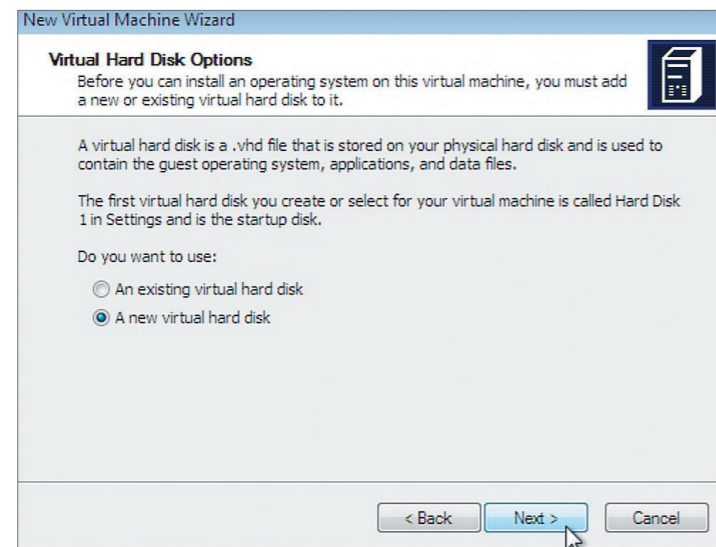 New Virtual Machine Wizard
Virtual Hard Disk Options
Before you can install an operating system on this virtual machine, you must add
a new or existing virtual hard disk to it.
A virtual hard disk is a .vhd file that is stored on your physical hard disk and is used to
contain the guest operating system, applications, and data files.
The first virtual hard disk you create or select for your virtual machine is called Hard Disk
1 in Settings and is the startup disk.
Do you want to use:
An existing virtual hard disk
A new virtual hard disk
< Back
Next >
Cancel